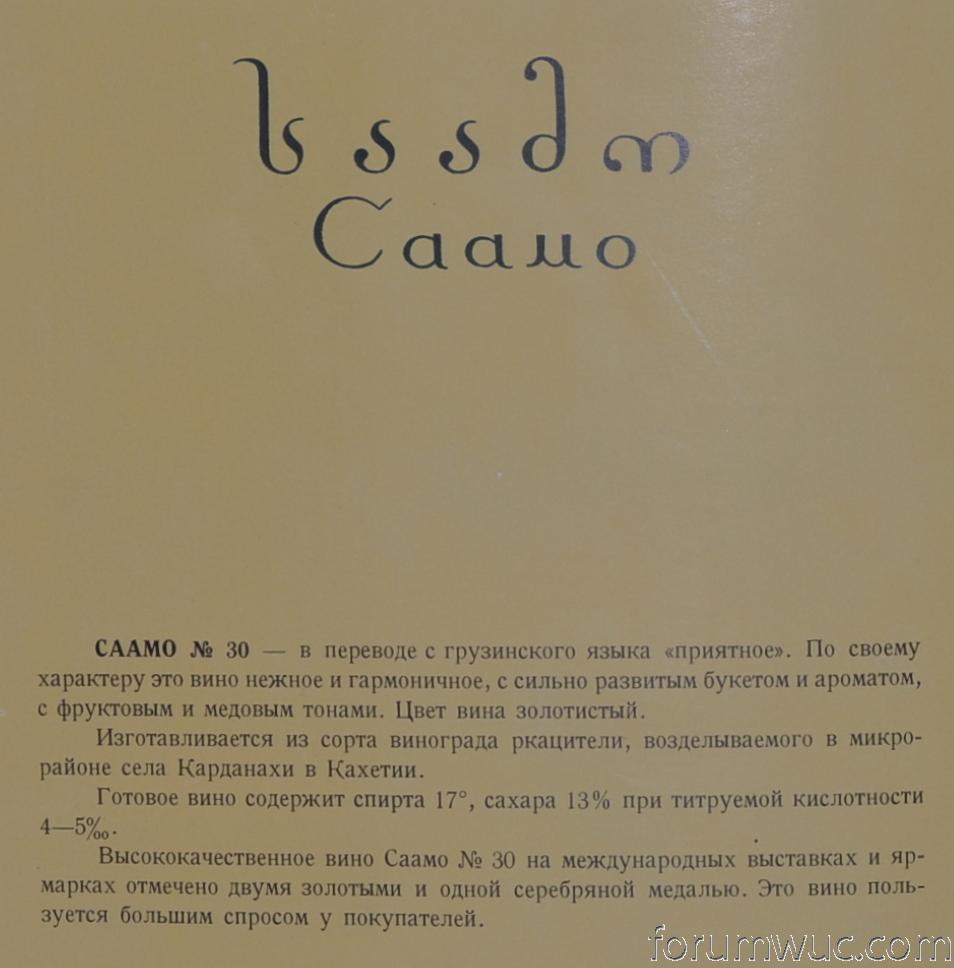 საამო
Саамо
СААМО № 30 — в переводе с грузинского языка «приятное». По своему
характеру это вино нежное и гармоничное, с сильно развитым букетом и ароматом,
с фруктовым и медовым тонами. Цвет вина золотистый.
Изготавливается из сорта винограда ркацители, возделываемого в микро-
районе села Карданахи в Кахетии.
Готовое вино содержит спирта 17°, сахара 13% при титруемой кислотности
4—5‰.
Высококачественное вино Саамо № 30 на международных выставках и яр-
марках отмечено двумя золотыми и одной серебряной медалью. Это вино поль-
зуется большим спросом у покупателей.
forumwuc.com